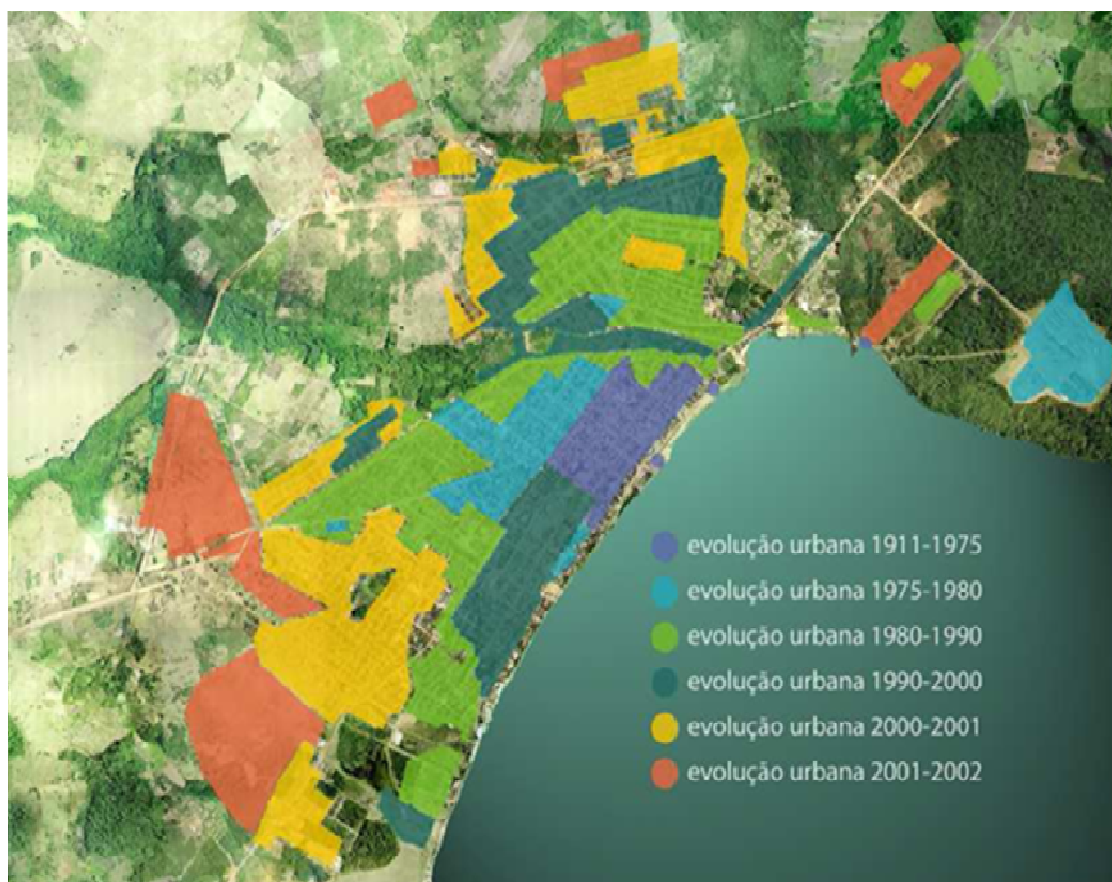 evolução urbana 1911-1975
evolução urbana 1975-1980
evolução urbana 1980-1990
evolução urbana 1990-2000
evolução urbana 2000-2001
evolução urbana 2001-2002